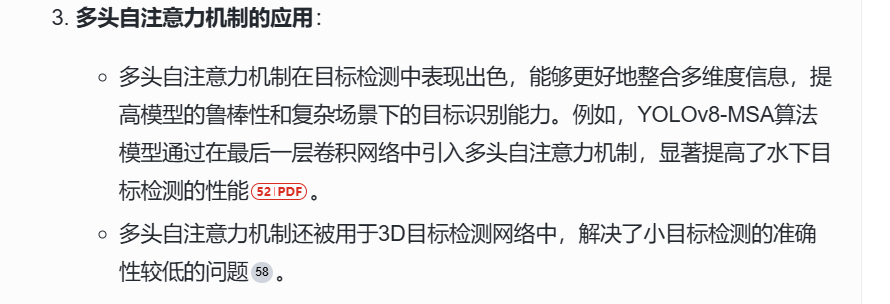 3. 多头自注意力机制的应用：
多头自注意力机制在目标检测中表现出色，能够更好地整合多维度信息，提
高模型的鲁棒性和复杂场景下的目标识别能力。例如，YOLOv8-MSA算法
模型通过在最后一层卷积网络中引入多头自注意力机制，显著提高了水下目
标检测的性能 52 | PDF 。
多头自注意力机制还被用于3D目标检测网络中，解决了小目标检测的准确
性较低的问题 58 。